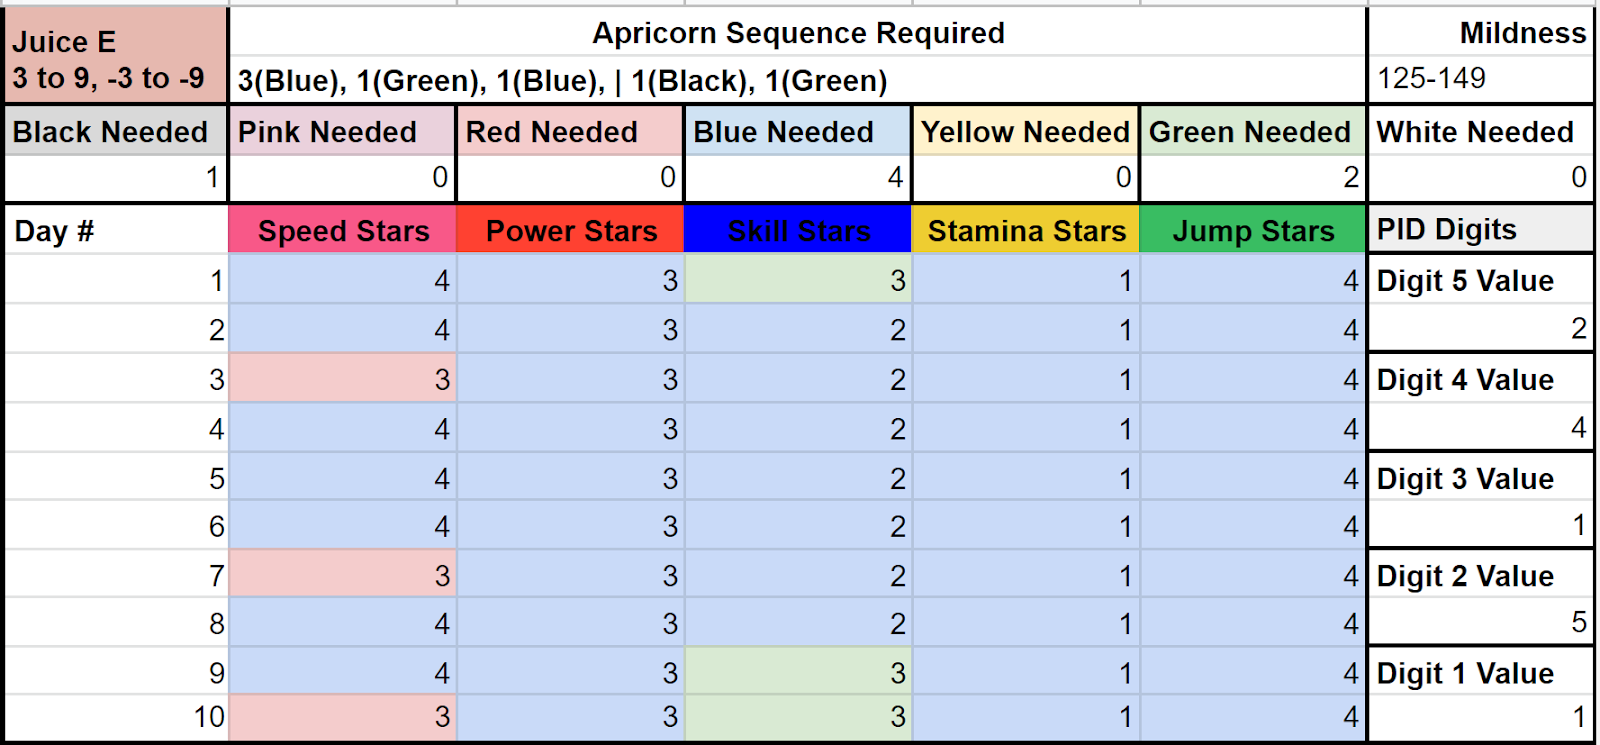 Juice E
3 to 9, -3 to -9
Apricorn Sequence Required
3(Blue), 1(Green), 1(Blue), | 1(Black), 1(Green)
Mildness
125-149
Black Needed Pink Needed Red Needed Blue Needed Yellow Needed Green Needed White Needed
1 0 0 4 0 2 0
Day # Speed Stars Power Stars Skill Stars Stamina Stars Jump Stars PID Digits
1 4 3 3 1 4 Digit 5 Value
2 4 3 2 1 4 2
3 3 3 2 1 4 Digit 4 Value
4 4 3 2 1 4 4
5 4 3 2 1 4 Digit 3 Value
6 4 3 2 1 4 1
7 3 3 2 1 4 Digit 2 Value
8 4 3 2 1 4 5
9 4 3 3 1 4 Digit 1 Value
10 3 3 3 1 4 1